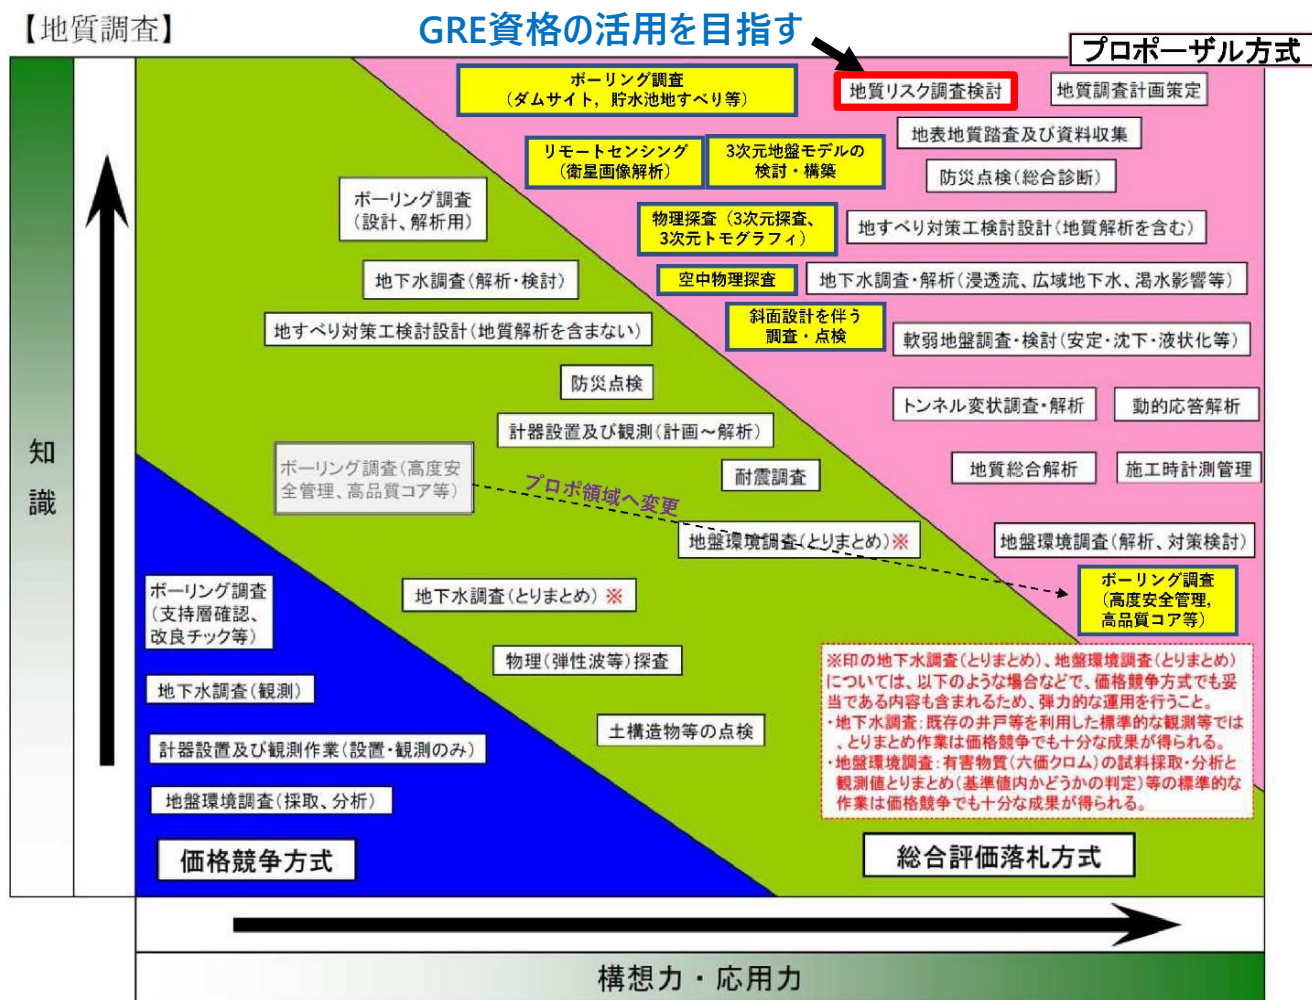 【地質調査】
GRE資格の活用を目指す
プロポーザル方式
ボーリング調査
(ダムサイト，貯水池地すべり等)
地質リスク調査検討
地質調査計画策定
地表地質踏査及び資料収集
リモートセンシング
(衛星画像解析)
3次元地盤モデルの
検討・構築
防災点検(総合診断)
ボーリング調査
(設計、解析用)
物理探査（3次元探査、
3次元トモグラフィ）
地すべり対策工検討設計(地質解析を含む)
地下水調査(解析・検討)
空中物理探査
地下水調査・解析(浸透流、広域地下水、渇水影響等)
地すべり対策工検討設計(地質解析を含まない)
斜面設計を伴う
調査・点検
軟弱地盤調査・検討(安定・沈下・液状化等)
防災点検
トンネル変状調査・解析
動的応答解析
計器設置及び観測(計画～解析)
知
識
ボーリング調査(高度安
全管理、高品質コア等)
耐震調査
地質総合解析
施工時計測管理
プロポ領域へ変更
地盤環境調査(とりまとめ)※
地盤環境調査(解析、対策検討)
ボーリング調査
(支持層確認、
改良チック等)
地下水調査(とりまとめ) ※
ボーリング調査
(高度安全管理,
高品質コア等)
物理(弾性波等)探査
地下水調査(観測)
土構造物等の点検
計器設置及び観測作業(設置・観測のみ)
地盤環境調査(採取、分析)
※印の地下水調査(とりまとめ)、地盤環境調査(とりまとめ)
については、以下のような場合などで、価格競争方式でも妥
当である内容も含まれるため、弾力的な運用を行うこと。
・地下水調査:既存の井戸等を利用した標準的な観測等では
、とりまとめ作業は価格競争でも十分な成果が得られる。
・地盤環境調査:有害物質(六価クロム)の試料採取・分析と
観測値とりまとめ(基準値内かどうかの判定)等の標準的な
作業は価格競争でも十分な成果が得られる。
価格競争方式
総合評価落札方式
構想力・応用力